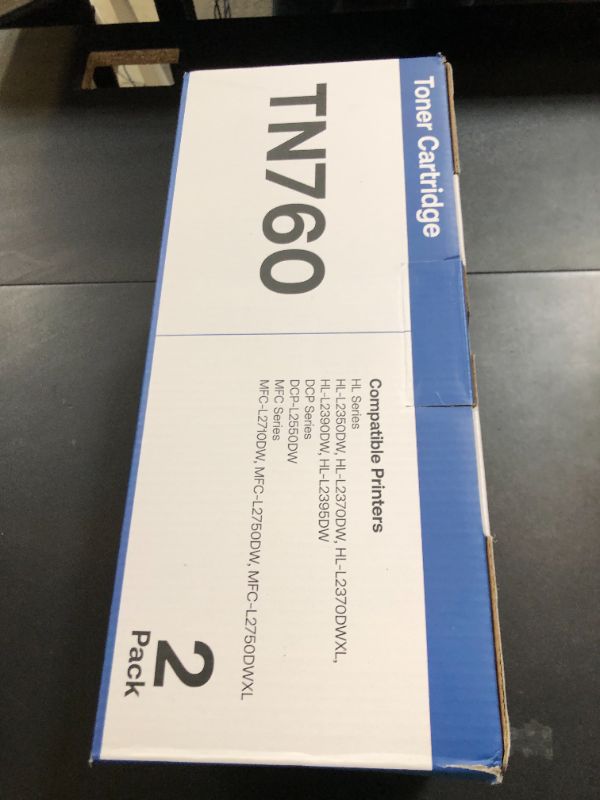 Toner Cartridge
TN760
Compatible Printers
HL Series
HL-L2350DW, HL-L2370DW, HL-L2370DWXL,
HL-L2390DW, HL-L2395DW
DCP Series
DCP-L2550DW
MFC Series
MFC-L2710DW, MFC-L2750DW, MFC-L2750DWXL
2
Pack